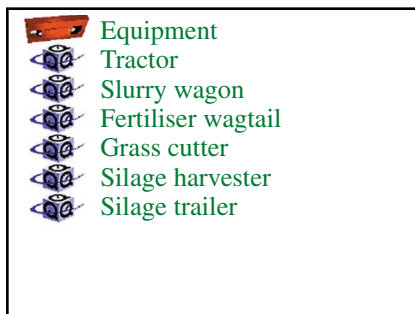 Equipment
Tractor
Slurry wagon
Fertiliser wagtail
Grass cutter
Silage harvester
Silage trailer